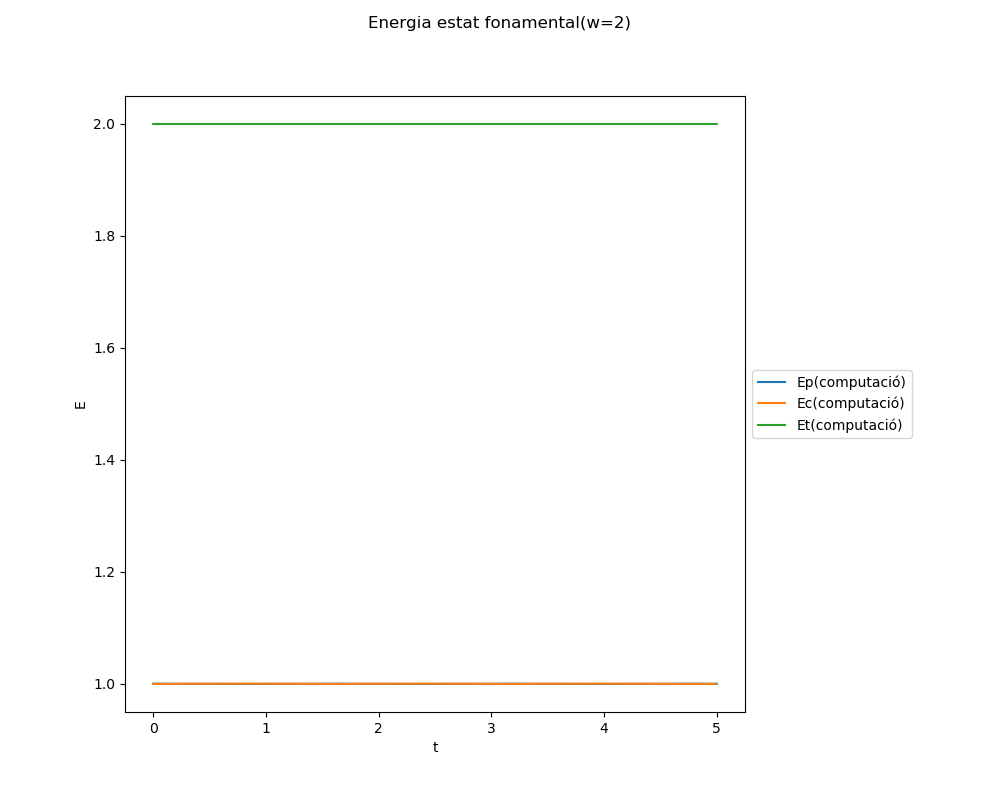 Energia estat fonamental(w=2)
2.0
1.8
1.6
1.4
1.2
1.0
E
0 1 2 3 4 5
t
Ep(computació)
Ec(computació)
Et(computació)